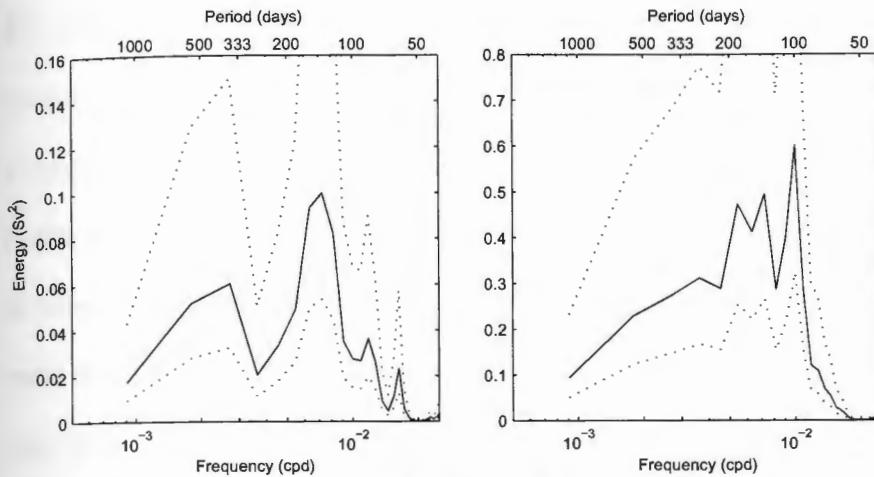 Period (days)
1000 500 333 200 100 50
0.16
0.14
0.12
0.1
0.08
0.06
0.04
0.02
0
Energy (Sv²)
10⁻³ 10⁻²
Frequency (cpd)
Period (days)
1000 500 333 200 100 50
0.8
0.7
0.6
0.5
0.4
0.3
0.2
0.1
0
10⁻³ 10⁻²
Frequency (cpd)